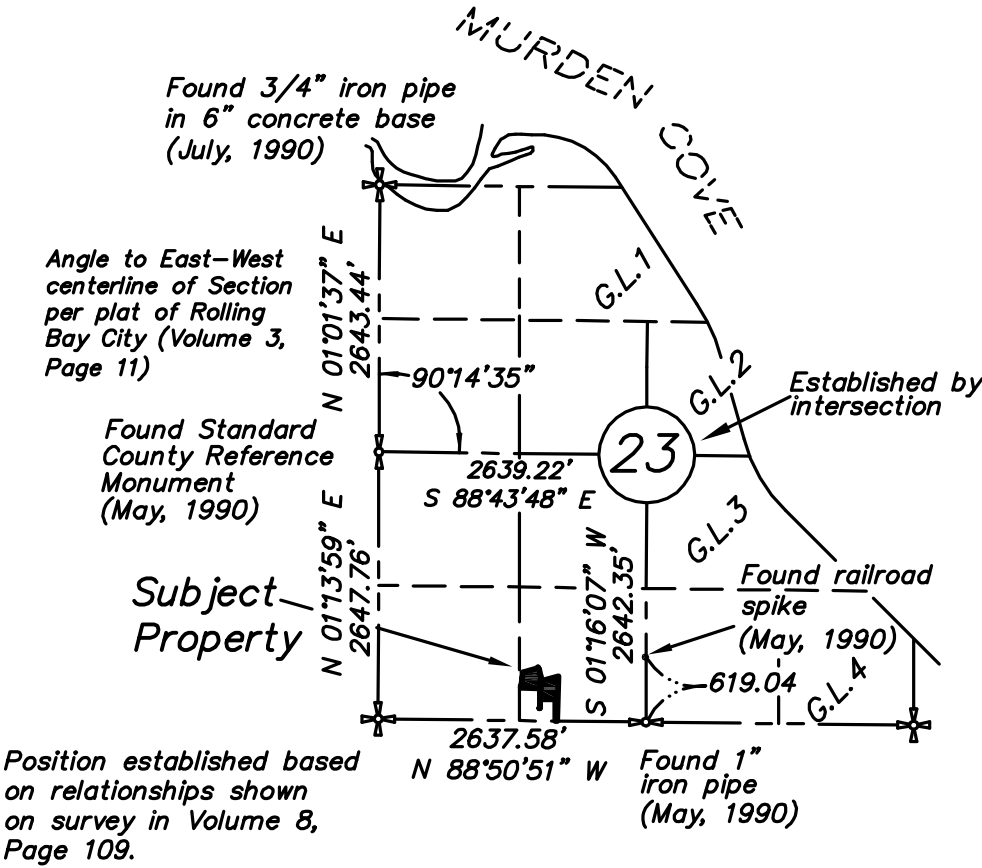 MURDEN COVE
Found 3/4" iron pipe
in 6" concrete base
(July, 1990)
G.L.1
Angle to East-West
centerline of Section
per plat of Rolling
Bay City (Volume 3,
Page 11)
N 01°01'37" E
2643.44'
90°14'35"
G.L.2
Established by
intersection
Found Standard
County Reference
Monument
(May, 1990)
23
2639.22'
S 88°43'48" E
G.L.3
N 01°13'59" E
2647.76'
S 01°16'07" W
2642.35'
Found railroad
spike
(May, 1990)
Subject
Property
619.04
G.L.4
2637.58'
N 88°50'51" W
Found 1"
iron pipe
(May, 1990)
Position established based
on relationships shown
on survey in Volume 8,
Page 109.